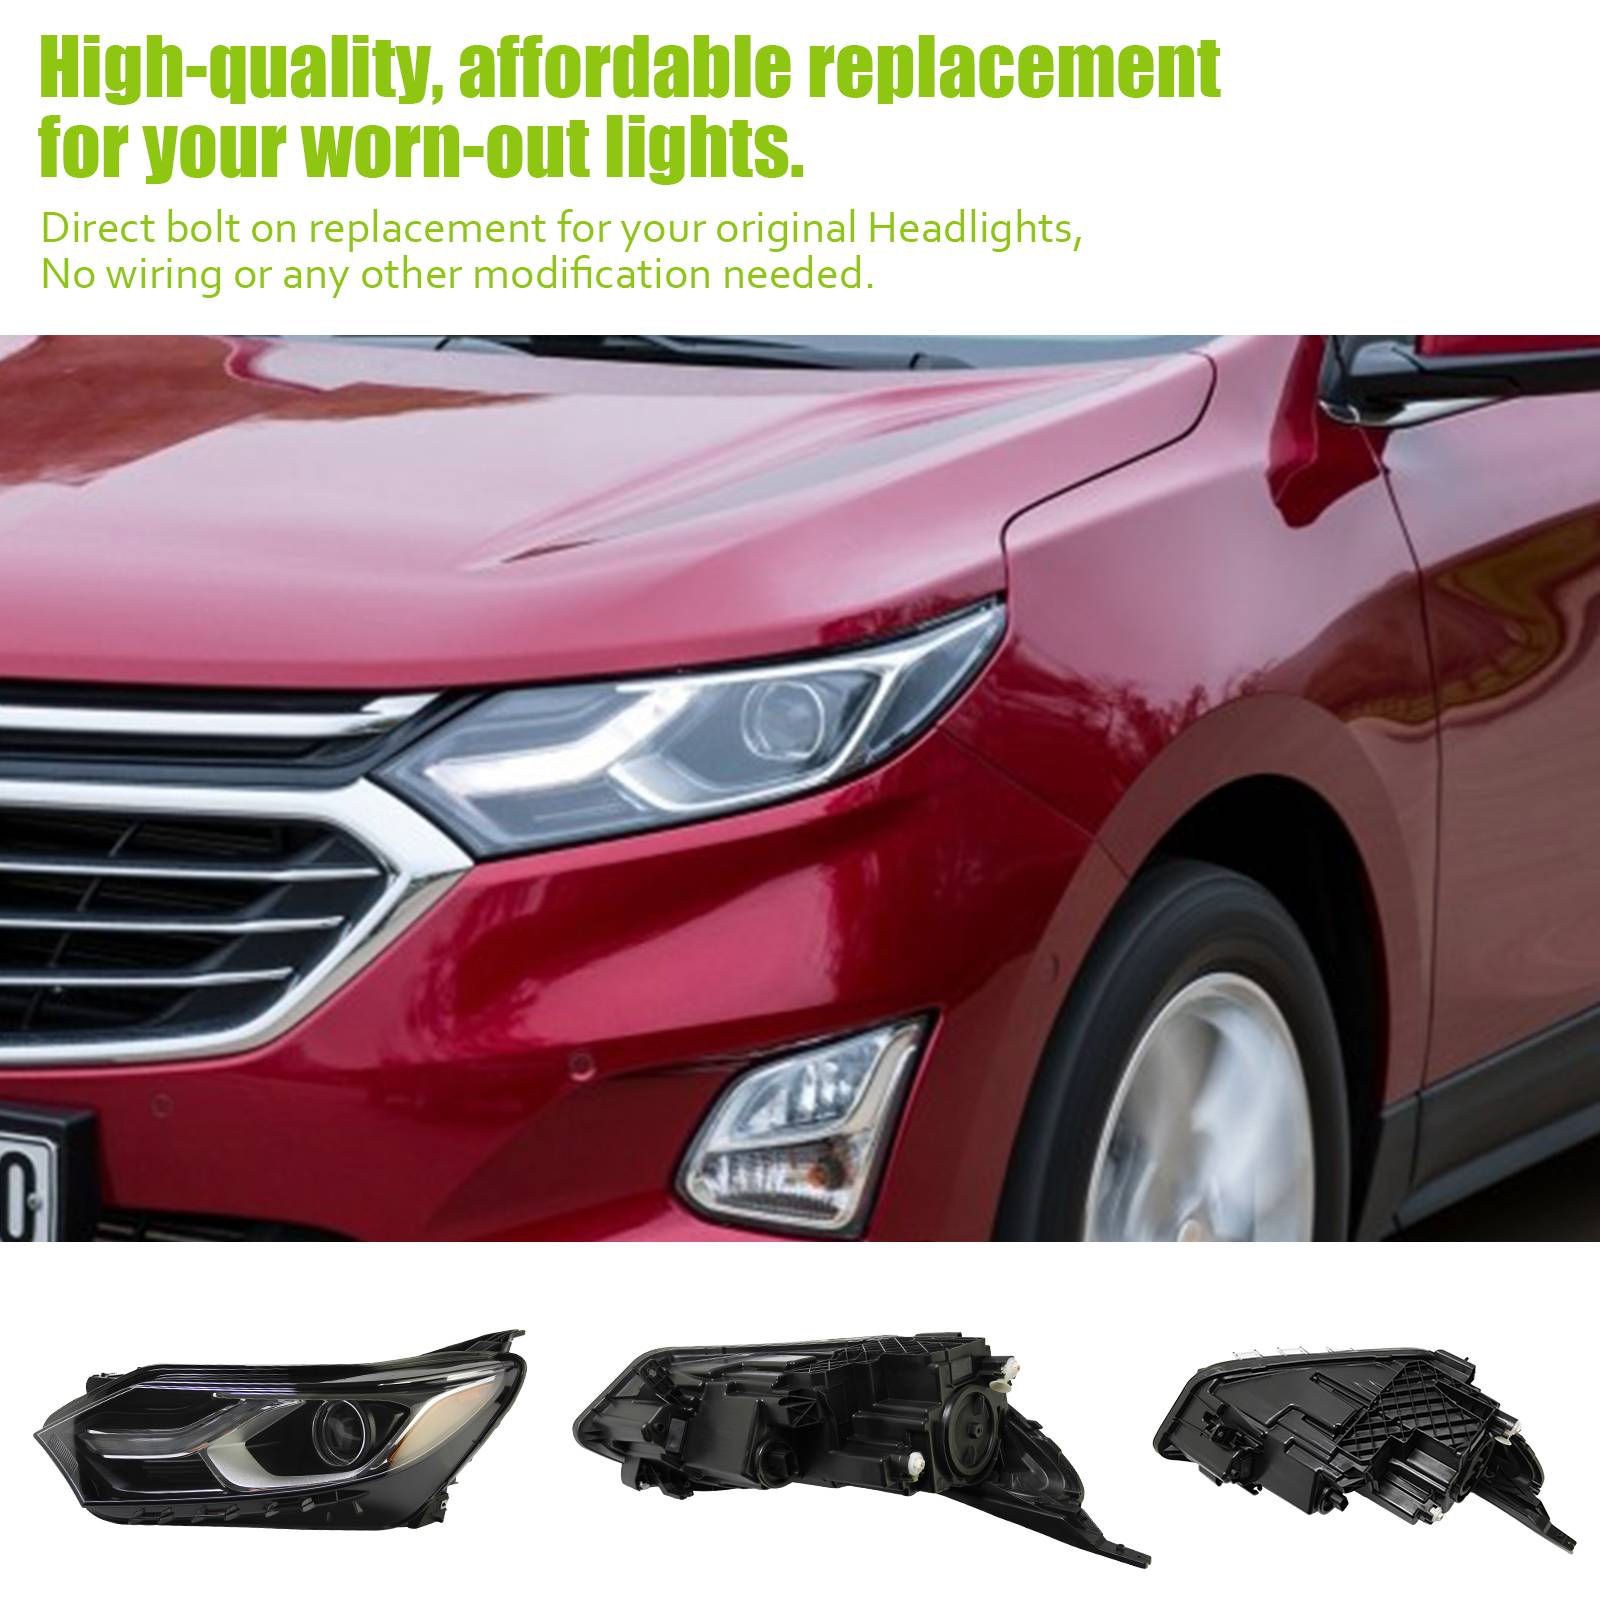 High-quality, affordable replacement
for your worn-out lights.
Direct bolt on replacement for your original Headlights,
No wiring or any other modification needed.